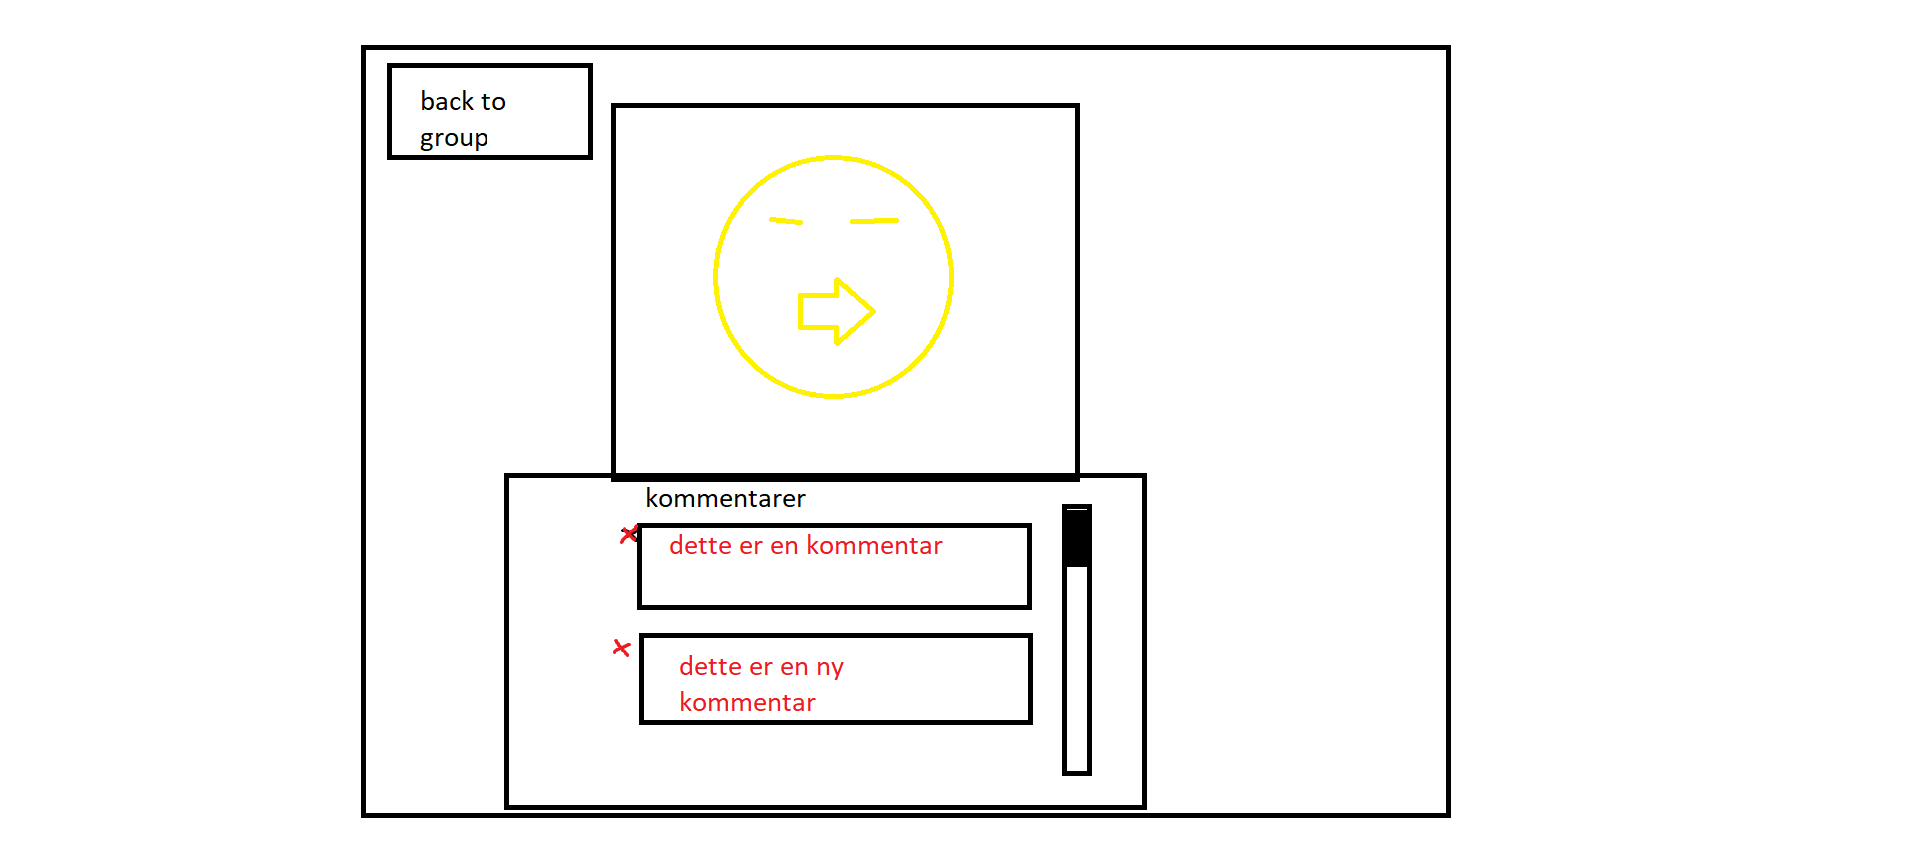 back to
group
kommentarer
dette er en kommentar
dette er en ny
kommentar